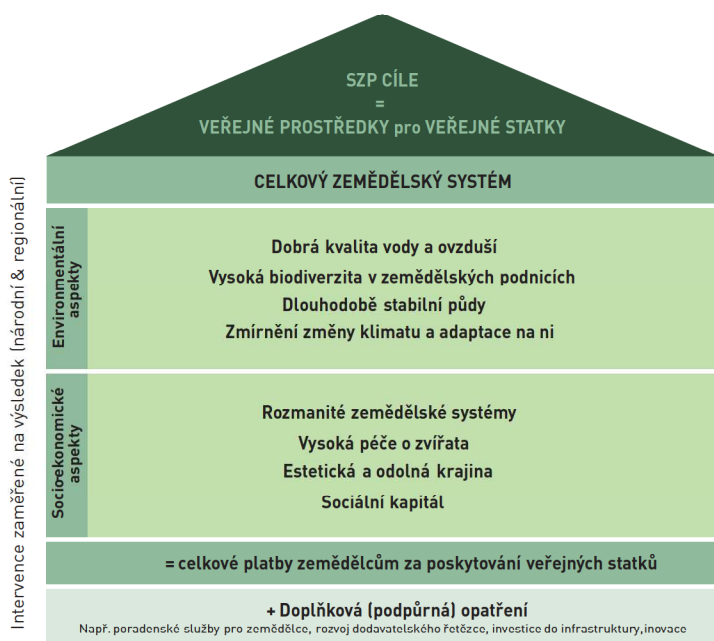 SZP CÍLE
=
VEŘEJNÉ PROSTŘEDKY pro VEŘEJNÉ STATKY
CELKOVÝ ZEMĚDĚLSKÝ SYSTÉM
Intervence zaměřené na výsledek (národní & regionální)
Environmentální
aspekty
Dobrá kvalita vody a ovzduší
Vysoká biodiverzita v zemědělských podnicích
Dlouhodobě stabilní půdy
Zmírnění změny klimatu a adaptace na ni
Socio-ekonomické
aspekty
Rozmanité zemědělské systémy
Vysoká péče o zvířata
Estetická a odolná krajina
Sociální kapitál
= celkové platby zemědělcům za poskytování veřejných statků
+ Doplňková (podpůrná) opatření
Např. poradenské služby pro zemědělce, rozvoj dodavatelského řetězce, investice do infrastruktury, inovace